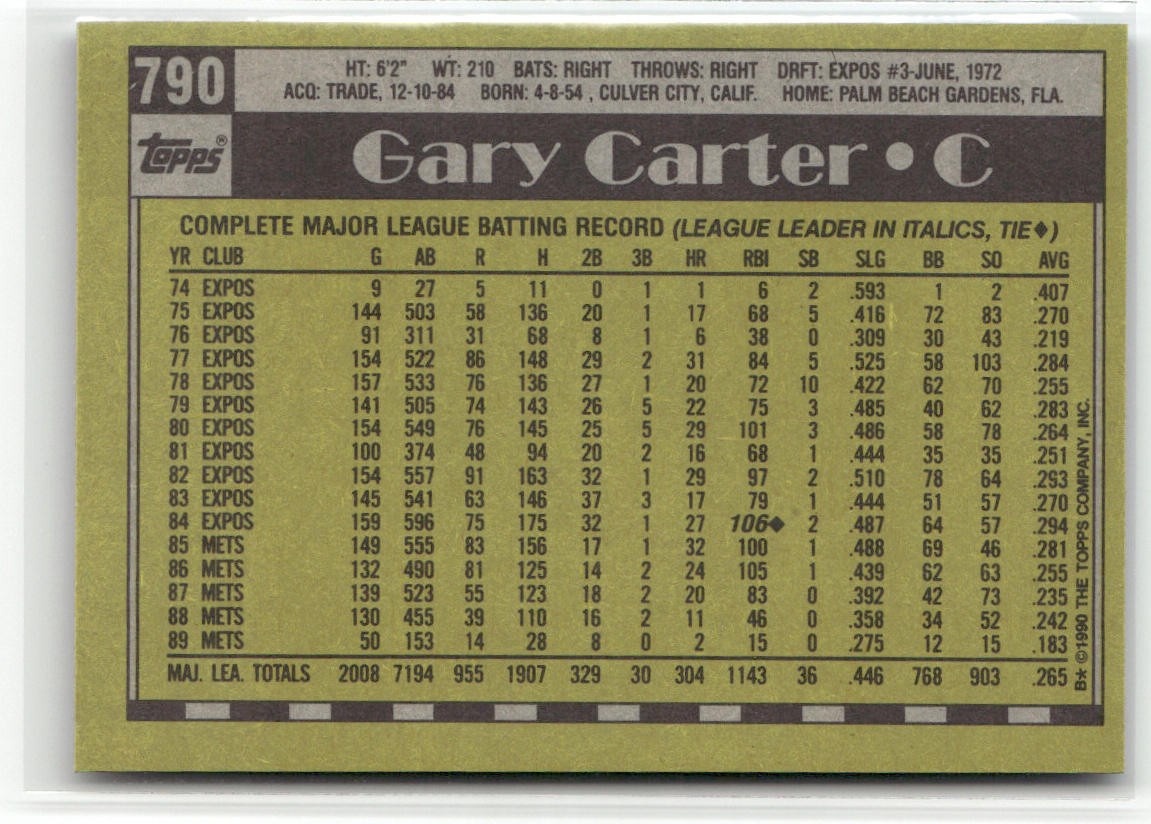 790
HT: 6'2" WT: 210 BATS: RIGHT THROWS: RIGHT DRFT: EXPOS #3-JUNE, 1972
ACQ: TRADE, 12-10-84 BORN: 4-8-54 , CULVER CITY, CALIF. HOME: PALM BEACH GARDENS, FLA.
topps®
Gary Carter • C
COMPLETE MAJOR LEAGUE BATTING RECORD (LEAGUE LEADER IN ITALICS, TIE♦)
YR CLUB G AB R H 2B 3B HR RBI SB SLG BB SO AVG
74 EXPOS 9 27 5 11 0 1 1 6 2 .593 1 2 .407
75 EXPOS 144 503 58 136 20 1 17 68 5 .416 72 83 .270
76 EXPOS 91 311 31 68 8 1 6 38 0 .309 30 43 .219
77 EXPOS 154 522 86 148 29 2 31 84 5 .525 58 103 .284
78 EXPOS 157 533 76 136 27 1 20 72 10 .422 62 70 .255
79 EXPOS 141 505 74 143 26 5 22 75 3 .485 40 62 .283
80 EXPOS 154 549 76 145 25 5 29 101 3 .486 58 78 .264
81 EXPOS 100 374 48 94 20 2 16 68 1 .444 35 35 .251
82 EXPOS 154 557 91 163 32 1 29 97 2 .510 78 64 .293
83 EXPOS 145 541 63 146 37 3 17 79 1 .444 51 57 .270
84 EXPOS 159 596 75 175 32 1 27 106♦ 2 .487 64 57 .294
85 METS 149 555 83 156 17 1 32 100 1 .488 69 46 .281
86 METS 132 490 81 125 14 2 24 105 1 .439 62 63 .255
87 METS 139 523 55 123 18 2 20 83 0 .392 42 73 .235
88 METS 130 455 39 110 16 2 11 46 0 .358 34 52 .242
89 METS 50 153 14 28 8 0 2 15 0 .275 12 15 .183
MAJ. LEA. TOTALS 2008 7194 955 1907 329 30 304 1143 36 .446 768 903 .265
B★ ©1990 THE TOPPS COMPANY, INC.